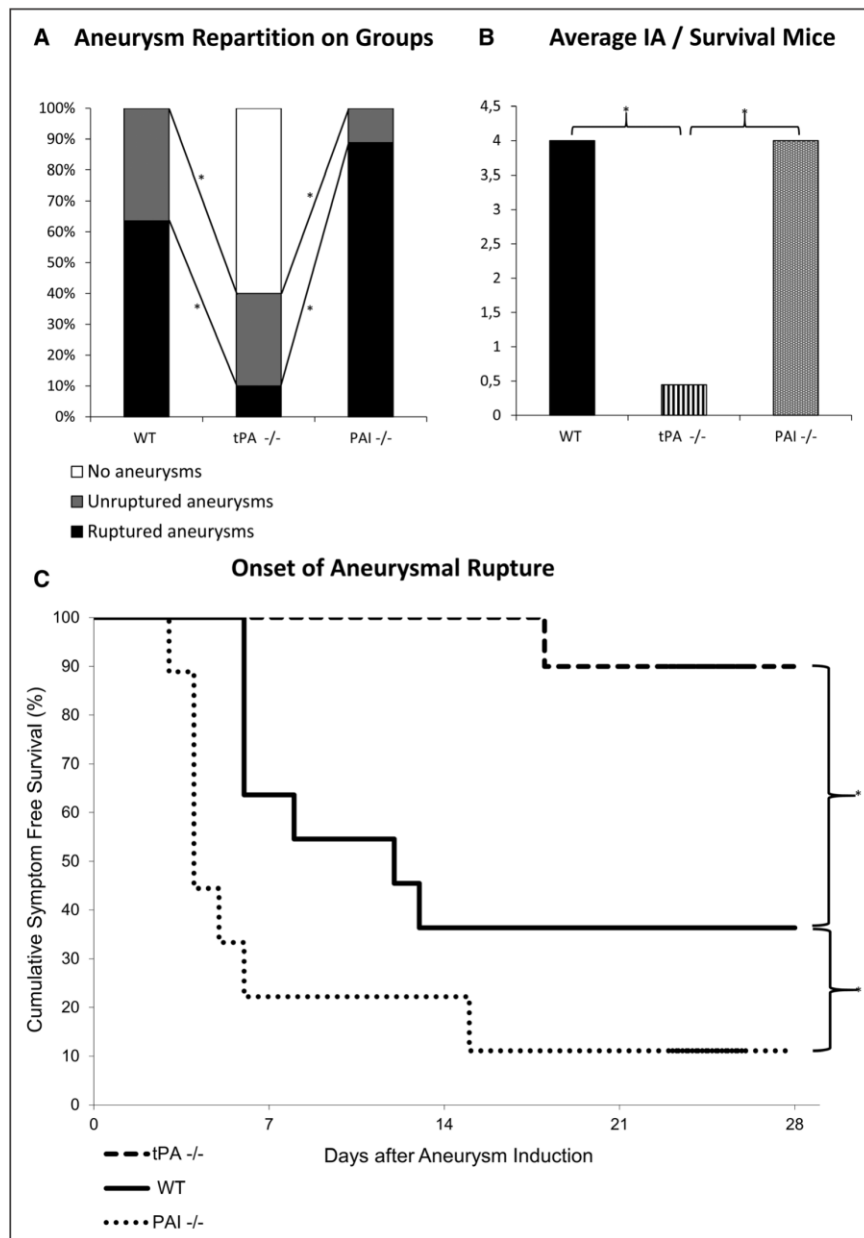 A Aneurysm Repartition on Groups
100%
90%
80%
70%
60%
50%
40%
30%
20%
10%
0%
*
*
*
*
WT tPA -/- PAI -/-
No aneurysms
Unruptured aneurysms
Ruptured aneurysms
B Average IA / Survival Mice
4,5
4
3,5
3
2,5
2
1,5
1
0,5
0
* *
WT tPA -/- PAI -/-
C Onset of Aneurysmal Rupture
Cumulative Symptom Free Survival (%)
100
90
80
70
60
50
40
30
20
10
0
*
*
0 7 14 21 28
Days after Aneurysm Induction
tPA -/-
WT
PAI -/-